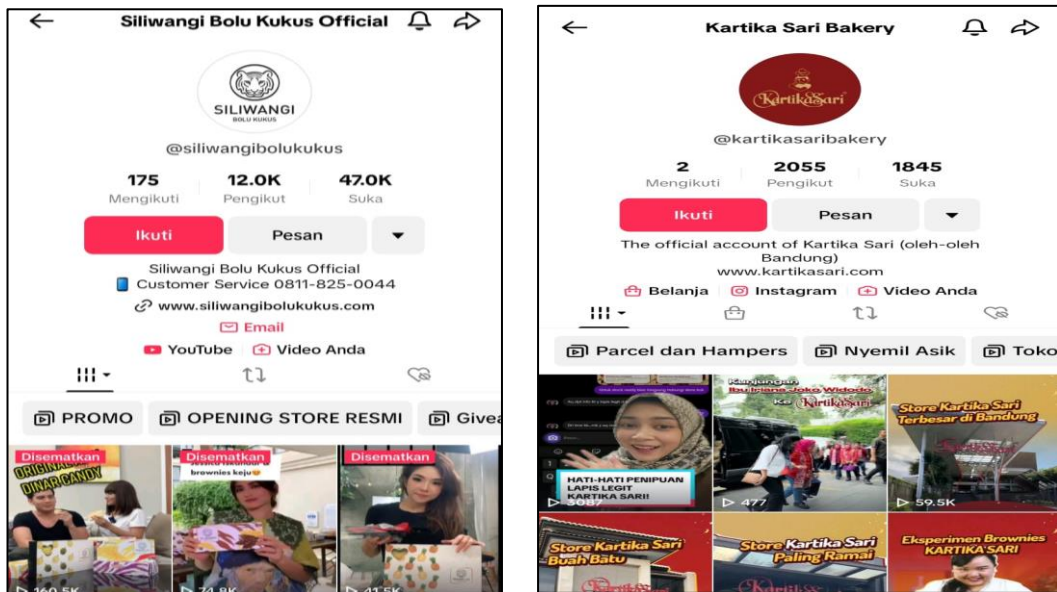 Siliwangi Bolu Kukus Official
SILIWANGI
BOLU KUKUS
@siliwangibolukukus
175 12.0K 47.0K
Mengikuti Pengikut Suka
Ikuti Pesan
Siliwangi Bolu Kukus Official
Customer Service 0811-825-0044
www.siliwangibolukukus.com
Email
YouTube Video Anda
PROMO OPENING STORE RESMI Givea
Disematkan Disematkan Disematkan
ORIGINAL
DINAR CANDY
brownies keju
160.5K 74.8K 41.5K
Kartika Sari Bakery
KartikaSari
@kartikasaribakery
2 2055 1845
Mengikuti Pengikut Suka
Ikuti Pesan
The official account of Kartika Sari (oleh-oleh
Bandung)
www.kartikasari.com
Belanja Instagram Video Anda
Parcel dan Hampers Nyemil Asik Toko
HATI-HATI PENIPUAN
LAPIS LEGIT
KARTIKA SARI!!
5087
Kunjungan
Ibu Iriana Joko Widodo
Ke KartikaSari
477
Store Kartika Sari
Terbesar di Bandung
59.5K
Store Kartika Sari
Buah Batu
KartikaSari
Store Kartika Sari
Paling Ramai
KartikaSari
Eksperimen Brownies
KARTIKA SARI